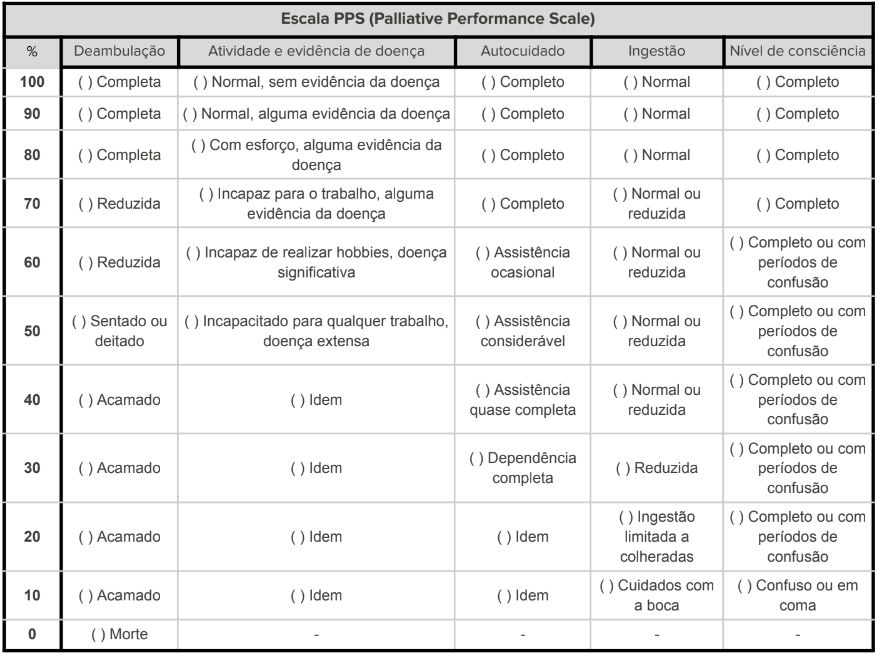 Escala PPS (Palliative Performance Scale)
% Deambulação Atividade e evidência de doença Autocuidado Ingestão Nível de consciência
100 ( ) Completa ( ) Normal, sem evidência da doença ( ) Completo ( ) Normal ( ) Completo
90 ( ) Completa ( ) Normal, alguma evidência da doença ( ) Completo ( ) Normal ( ) Completo
80 ( ) Completa ( ) Com esforço, alguma evidência da doença ( ) Completo ( ) Normal ( ) Completo
70 ( ) Reduzida ( ) Incapaz para o trabalho, alguma evidência da doença ( ) Completo ( ) Normal ou reduzida ( ) Completo
60 ( ) Reduzida ( ) Incapaz de realizar hobbies, doença significativa ( ) Assistência ocasional ( ) Normal ou reduzida ( ) Completo ou com períodos de confusão
50 ( ) Sentado ou deitado ( ) Incapacitado para qualquer trabalho, doença extensa ( ) Assistência considerável ( ) Normal ou reduzida ( ) Completo ou com períodos de confusão
40 ( ) Acamado ( ) Idem ( ) Assistência quase completa ( ) Normal ou reduzida ( ) Completo ou com períodos de confusão
30 ( ) Acamado ( ) Idem ( ) Dependência completa ( ) Reduzida ( ) Completo ou com períodos de confusão
20 ( ) Acamado ( ) Idem ( ) Idem ( ) Ingestão limitada a colheradas ( ) Completo ou com períodos de confusão
10 ( ) Acamado ( ) Idem ( ) Idem ( ) Cuidados com a boca ( ) Confuso ou em coma
0 ( ) Morte - - - -